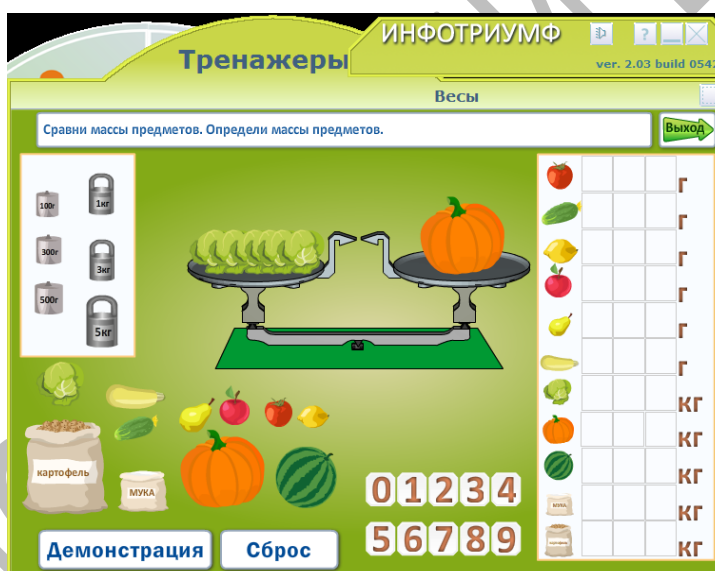 ИНФОТРИУМФ
Тренажеры
ver. 2.03 build 054
Весы
Сравни массы предметов. Определи массы предметов.
Выход
100г
1кг
300г
3кг
500г
5кг
г
г
г
г
г
г
кг
кг
кг
кг
кг
картофель
МУКА
МУКА
картофель
0 1 2 3 4
5 6 7 8 9
Демонстрация
Сброс